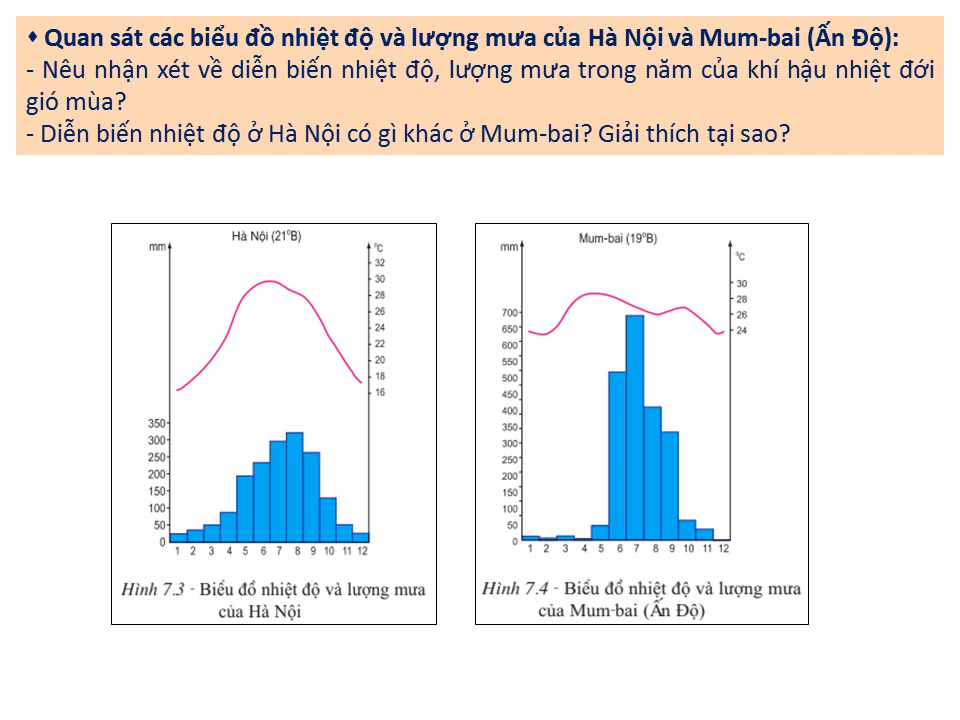 ⬥ Quan sát các biểu đồ nhiệt độ và lượng mưa của Hà Nội và Mum-bai (Ấn Độ):
- Nêu nhận xét về diễn biến nhiệt độ, lượng mưa trong năm của khí hậu nhiệt đới
gió mùa?
- Diễn biến nhiệt độ ở Hà Nội có gì khác ở Mum-bai? Giải thích tại sao?
Hà Nội (21⁰B)
mm
⁰C
32
30
28
26
24
22
20
18
16
350
300
250
200
150
100
50
0
1 2 3 4 5 6 7 8 9 10 11 12
Hình 7.3 - Biểu đồ nhiệt độ và lượng mưa
của Hà Nội
Mum-bai (19⁰B)
mm
⁰C
30
28
26
24
700
650
600
550
500
450
400
350
300
250
200
150
100
50
0
1 2 3 4 5 6 7 8 9 10 11 12
Hình 7.4 - Biểu đồ nhiệt độ và lượng mưa
của Mum-bai (Ấn Độ)